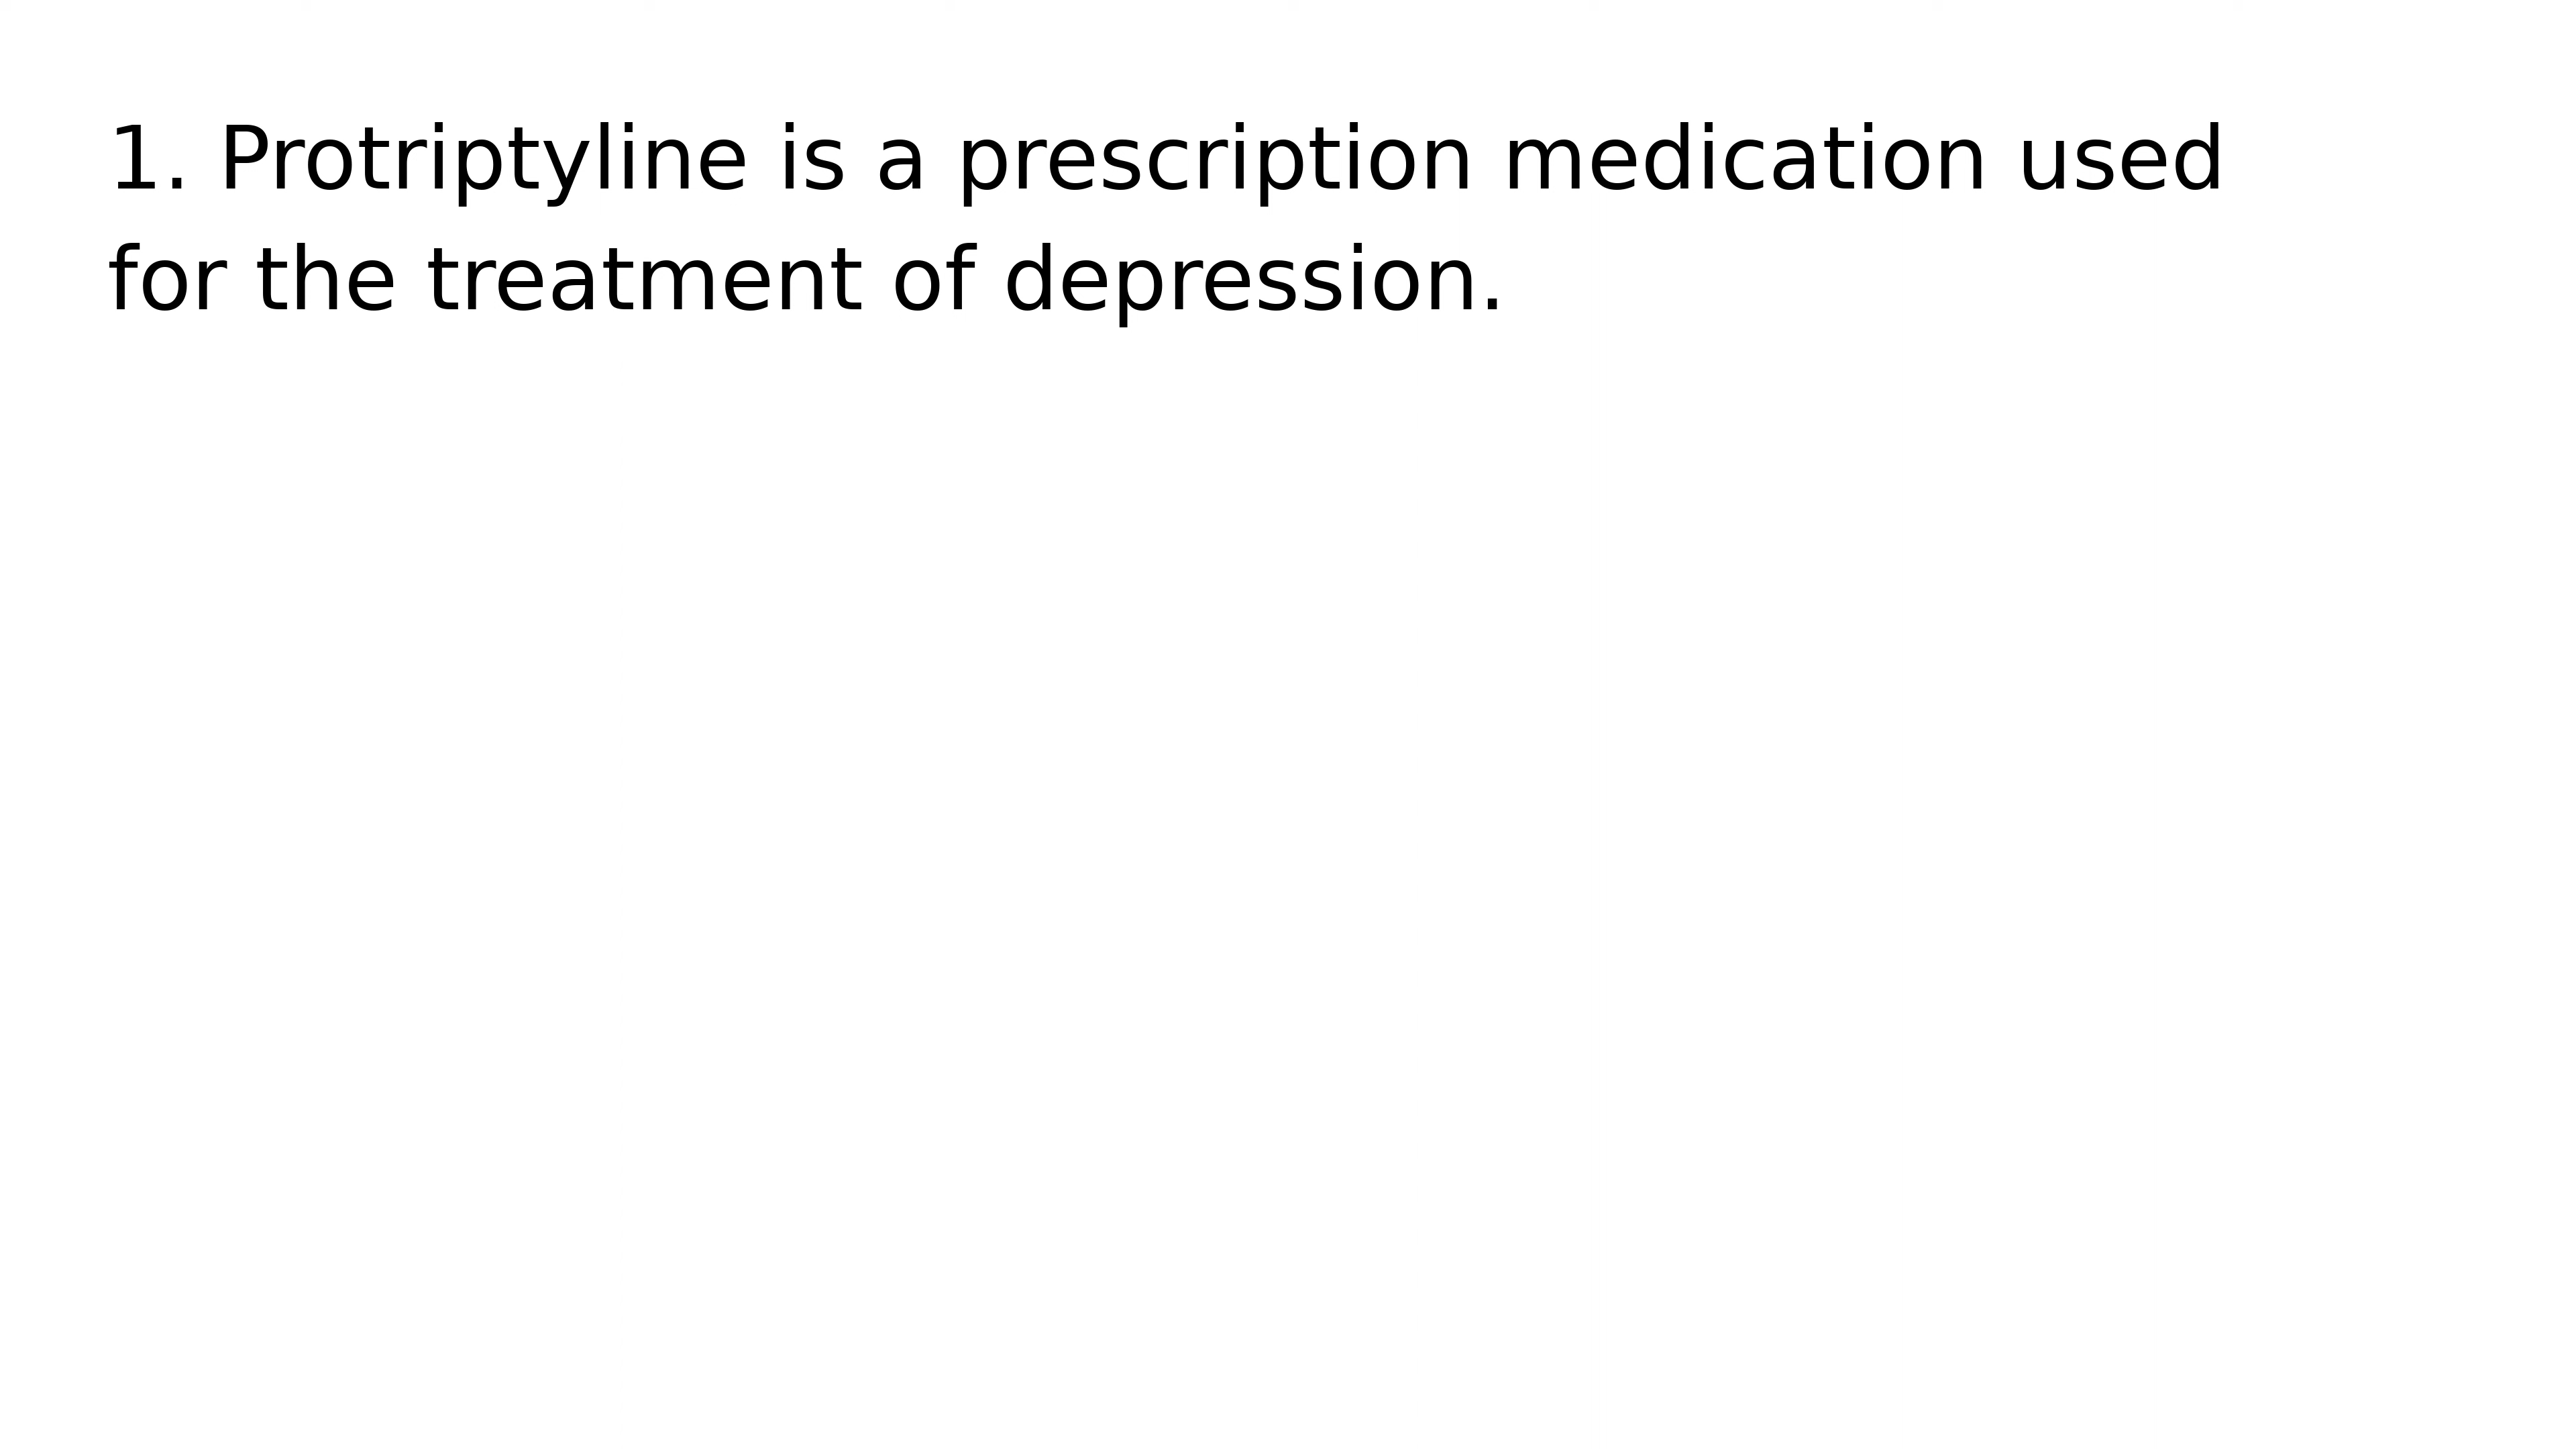 1. Protriptyline is a prescription medication used
for the treatment of depression.